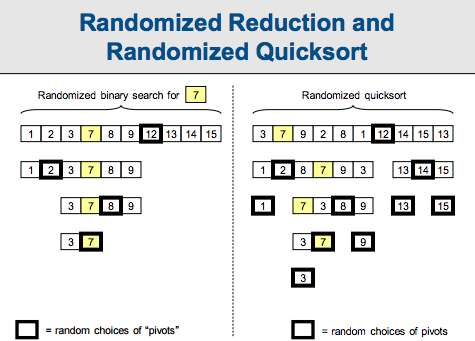 Randomized Reduction and
Randomized Quicksort
Randomized binary search for 7
1 2 3 7 8 9 12 13 14 15
1 2 3 7 8 9
3 7 8 9
3 7
= random choices of "pivots"
Randomized quicksort
3 7 9 2 8 1 12 14 15 13
1 2 8 7 9 3 13 14 15
1 7 3 8 9 13 15
3 7 9
3
= random choices of pivots